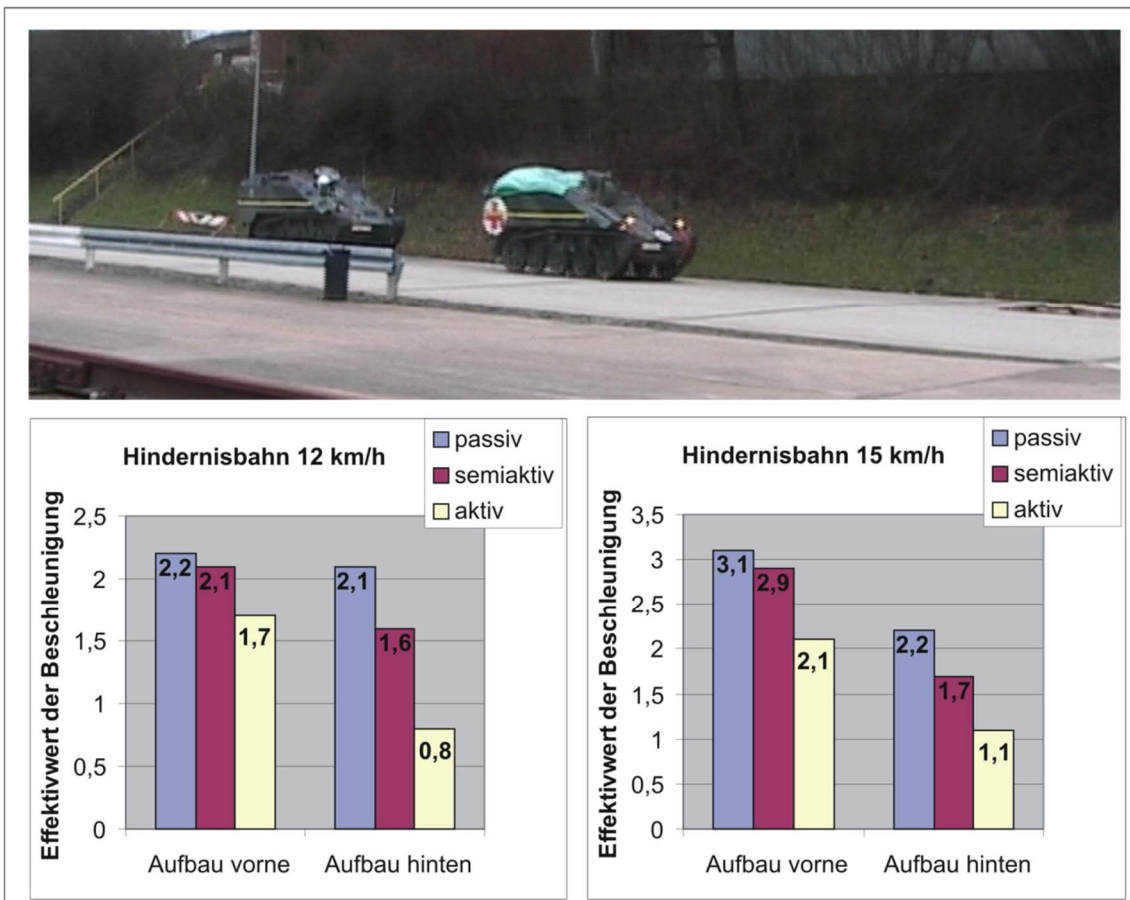 Hindernisbahn 12 km/h
passiv
semiaktiv
aktiv
Effektivwert der Beschleunigung
2,5
2
1,5
1
0,5
0
2,2
2,1
1,7
2,1
1,6
0,8
Aufbau vorne
Aufbau hinten
Hindernisbahn 15 km/h
passiv
semiaktiv
aktiv
Effektivwert der Beschleunigung
3,5
3
2,5
2
1,5
1
0,5
0
3,1
2,9
2,1
2,2
1,7
1,1
Aufbau vorne
Aufbau hinten